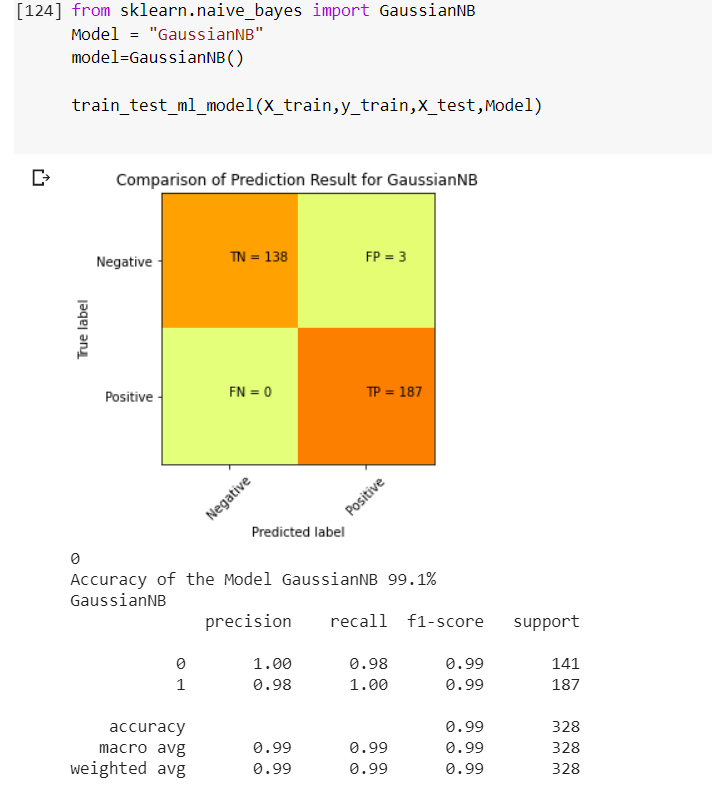 [124] from sklearn.naive_bayes import GaussianNB
Model = "GaussianNB"
model=GaussianNB()
train_test_ml_model(X_train,y_train,X_test,Model)
Comparison of Prediction Result for GaussianNB
Negative
TN = 138
FP = 3
True label
Positive
FN = 0
TP = 187
Negative
Positive
Predicted label
0
Accuracy of the Model GaussianNB 99.1%
GaussianNB
precision recall f1-score support
0 1.00 0.98 0.99 141
1 0.98 1.00 0.99 187
accuracy 0.99 328
macro avg 0.99 0.99 0.99 328
weighted avg 0.99 0.99 0.99 328